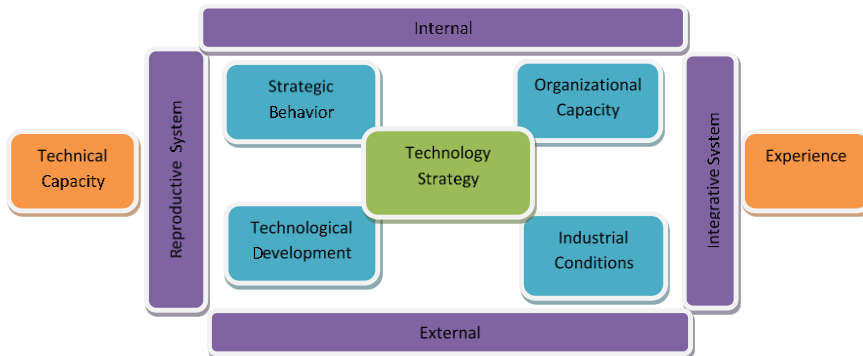 Internal
Strategic
Behavior
Organizational
Capacity
Technical
Capacity
Reproductive System
Technology
Strategy
Integrative System
Experience
Technological
Development
Industrial
Conditions
External